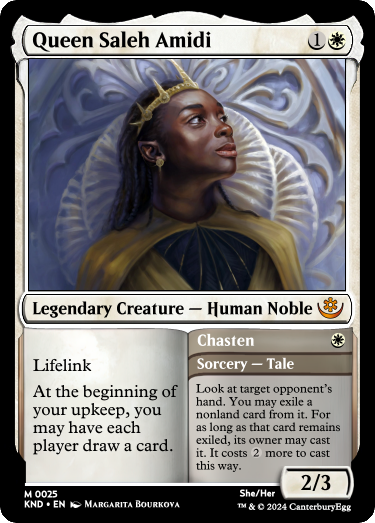 Queen Saleh Amidi 1
Legendary Creature — Human Noble
Lifelink
At the beginning of
your upkeep, you
may have each
player draw a card.
Chasten
Sorcery — Tale
Look at target opponent's
hand. You may exile a
nonland card from it. For
as long as that card remains
exiled, its owner may cast
it. It costs 2 more to cast
this way.
2/3
M 0025
KND • EN Margarita Bourkova
She/Her
™ & © 2024 CanterburyEgg